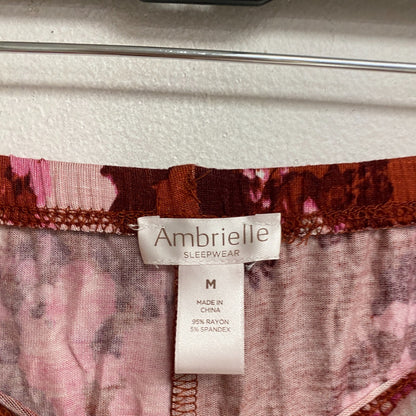 Ambrielle
SLEEPWEAR
M
MADE IN
CHINA
95% RAYON
5% SPANDEX